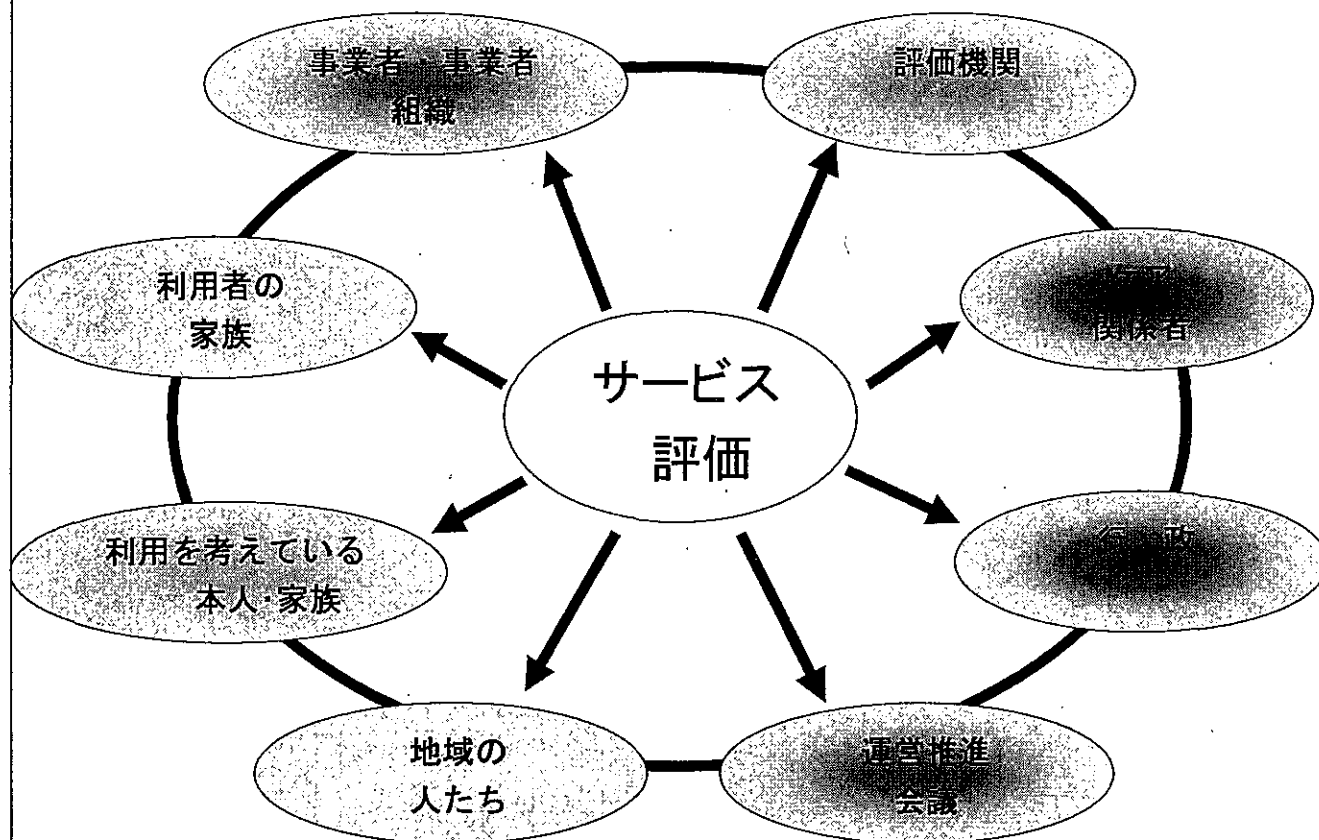 事業者・事業者
組織
評価機関
利用者の
家族
関係者
サービス
評価
利用を考えている
本人・家族
行 政
地域の
人たち
運営推進
会議